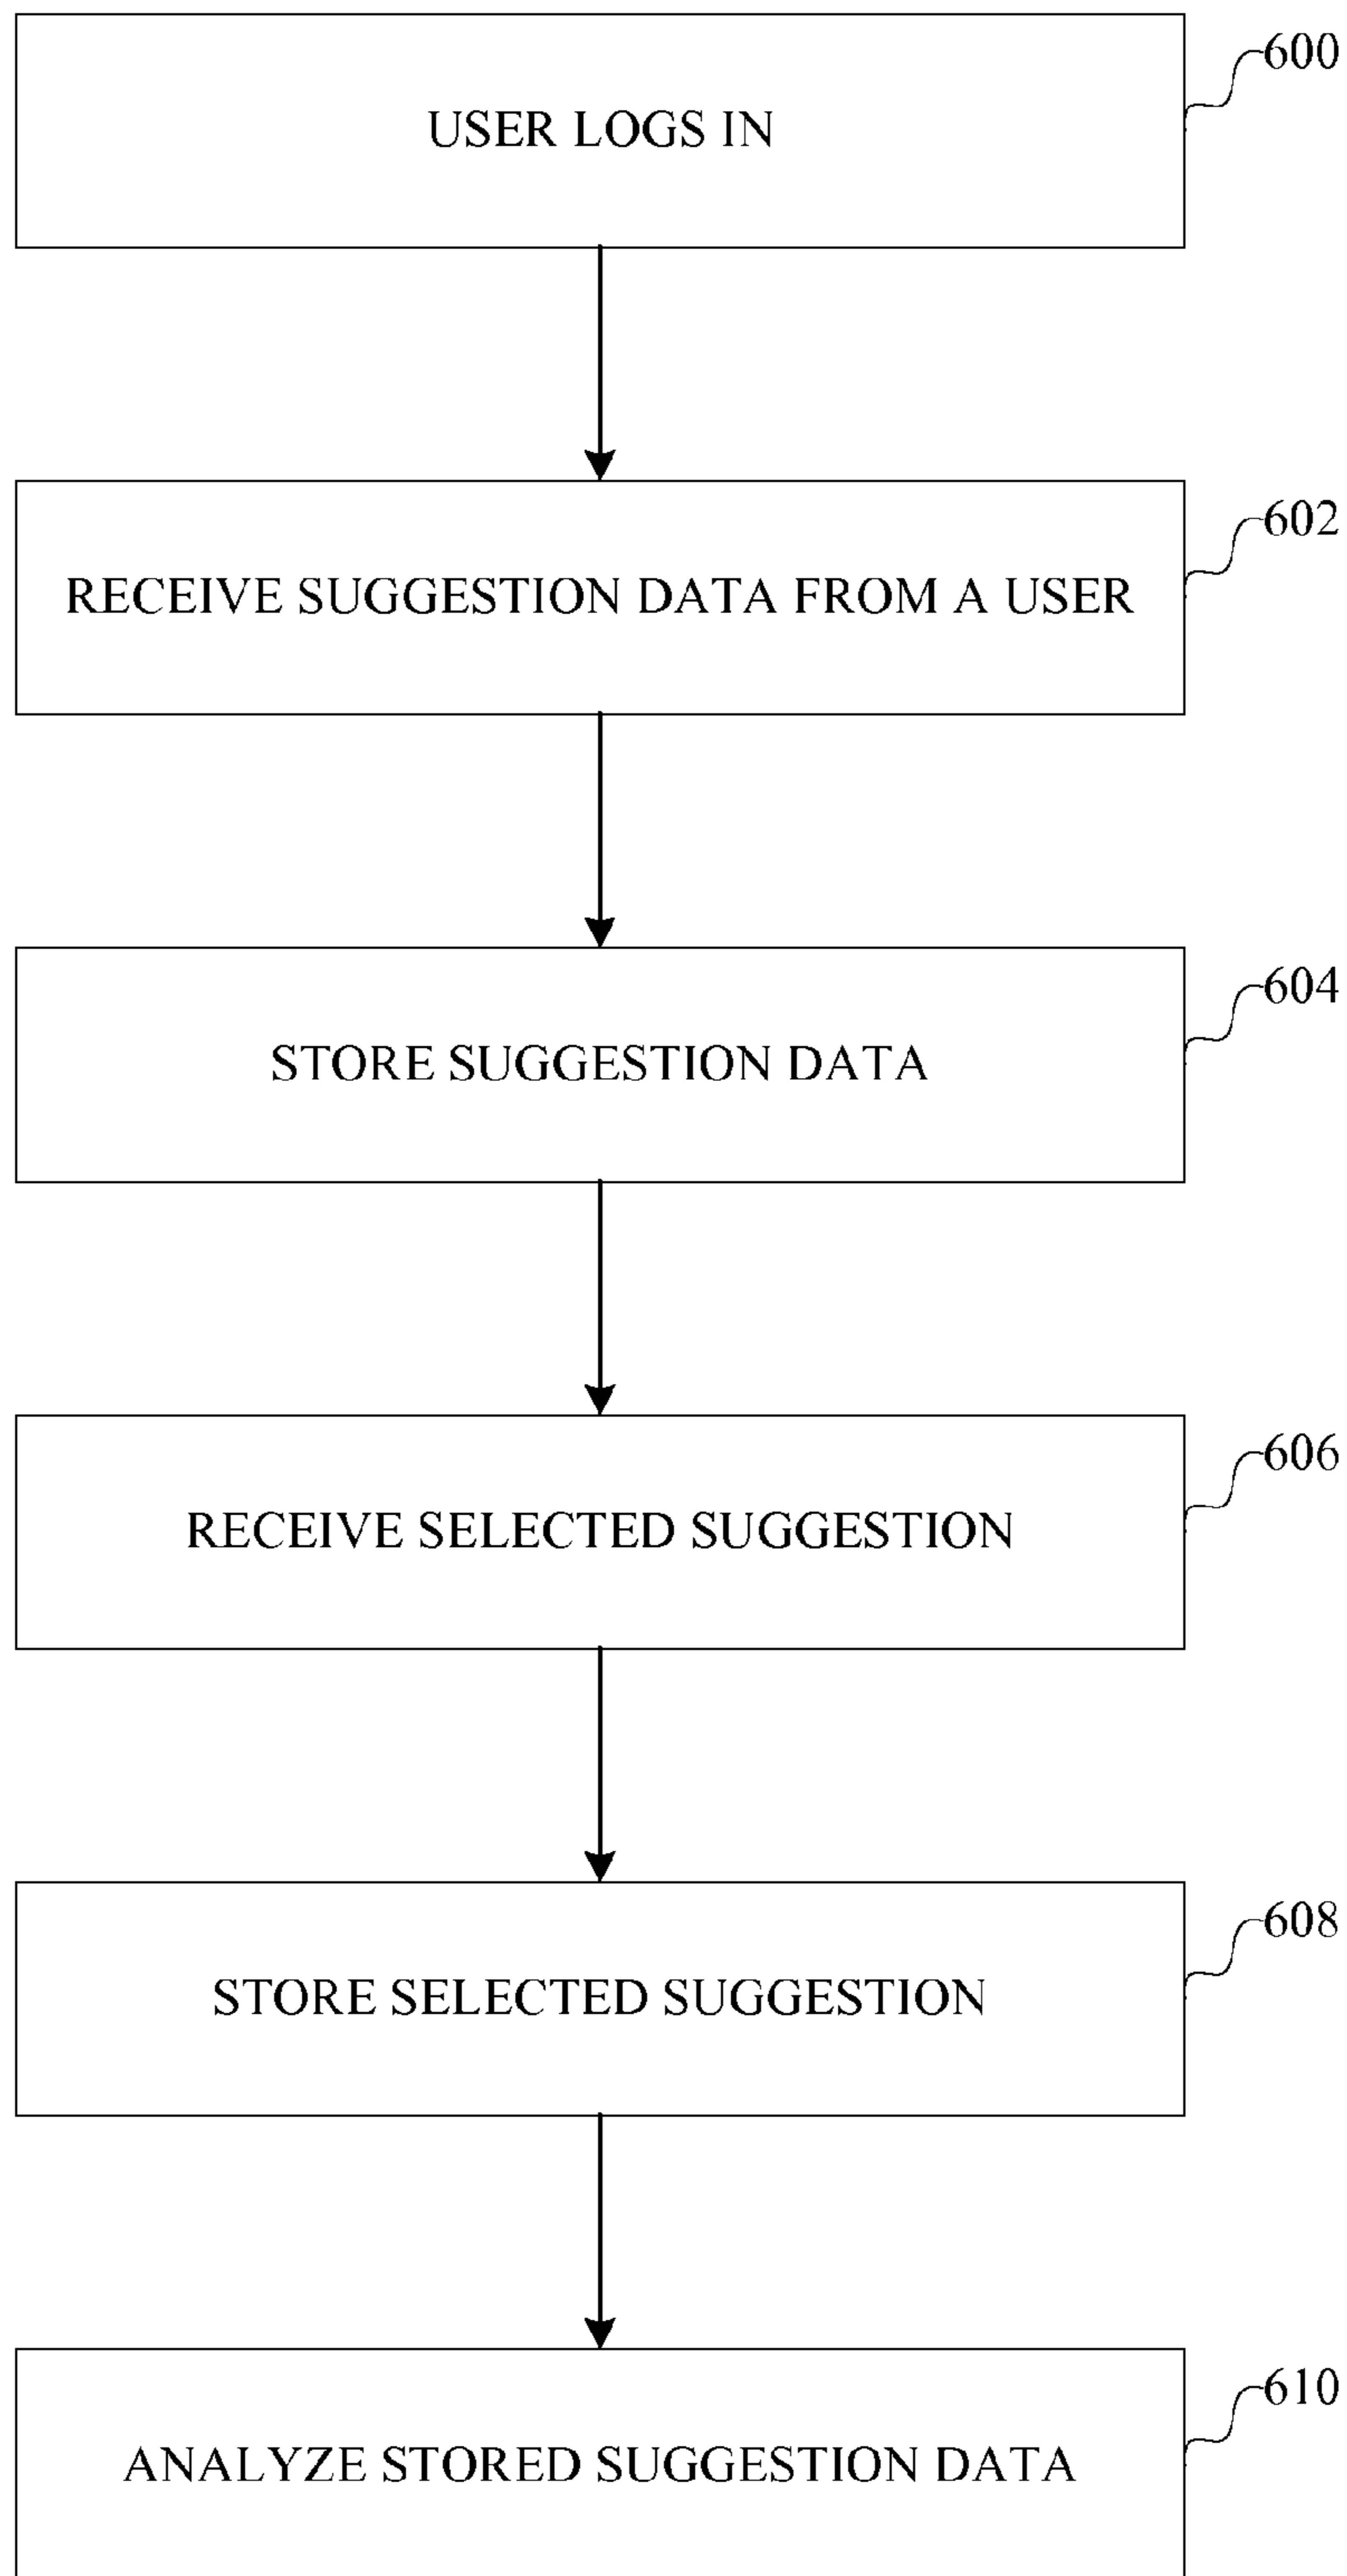 600
USER LOGS IN
602
RECEIVE SUGGESTION DATA FROM A USER
604
STORE SUGGESTION DATA
606
RECEIVE SELECTED SUGGESTION
608
STORE SELECTED SUGGESTION
610
ANALYZE STORED SUGGESTION DATA